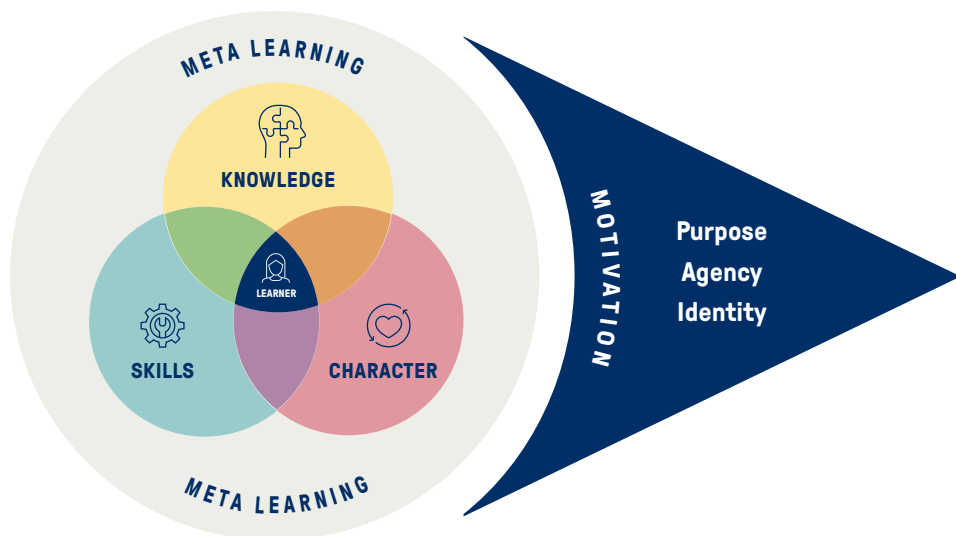 META LEARNING
KNOWLEDGE
LEARNER
SKILLS
CHARACTER
META LEARNING
MOTIVATION
Purpose
Agency
Identity